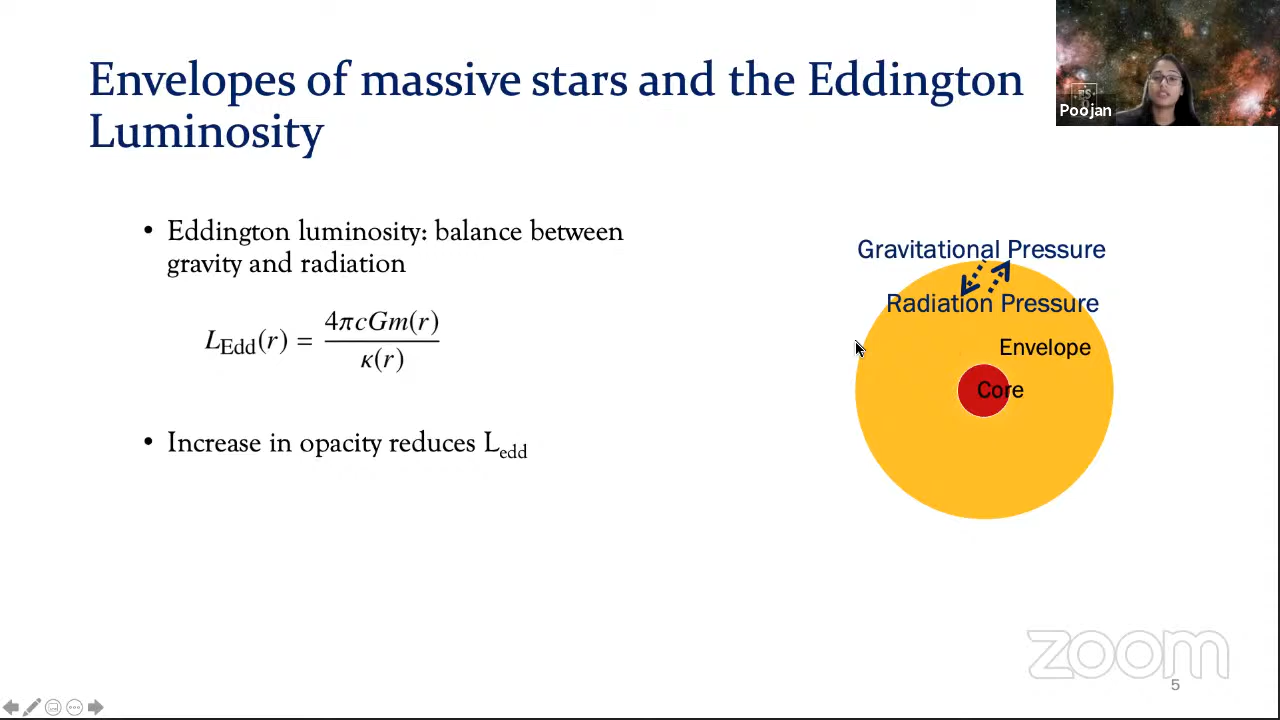 Envelopes of massive stars and the Eddington
Luminosity
Poojan
• Eddington luminosity: balance between
gravity and radiation
L_Edd(r) = 4πcGm(r) / κ(r)
• Increase in opacity reduces L_edd
Gravitational Pressure
Radiation Pressure
Envelope
Core
zoom
5